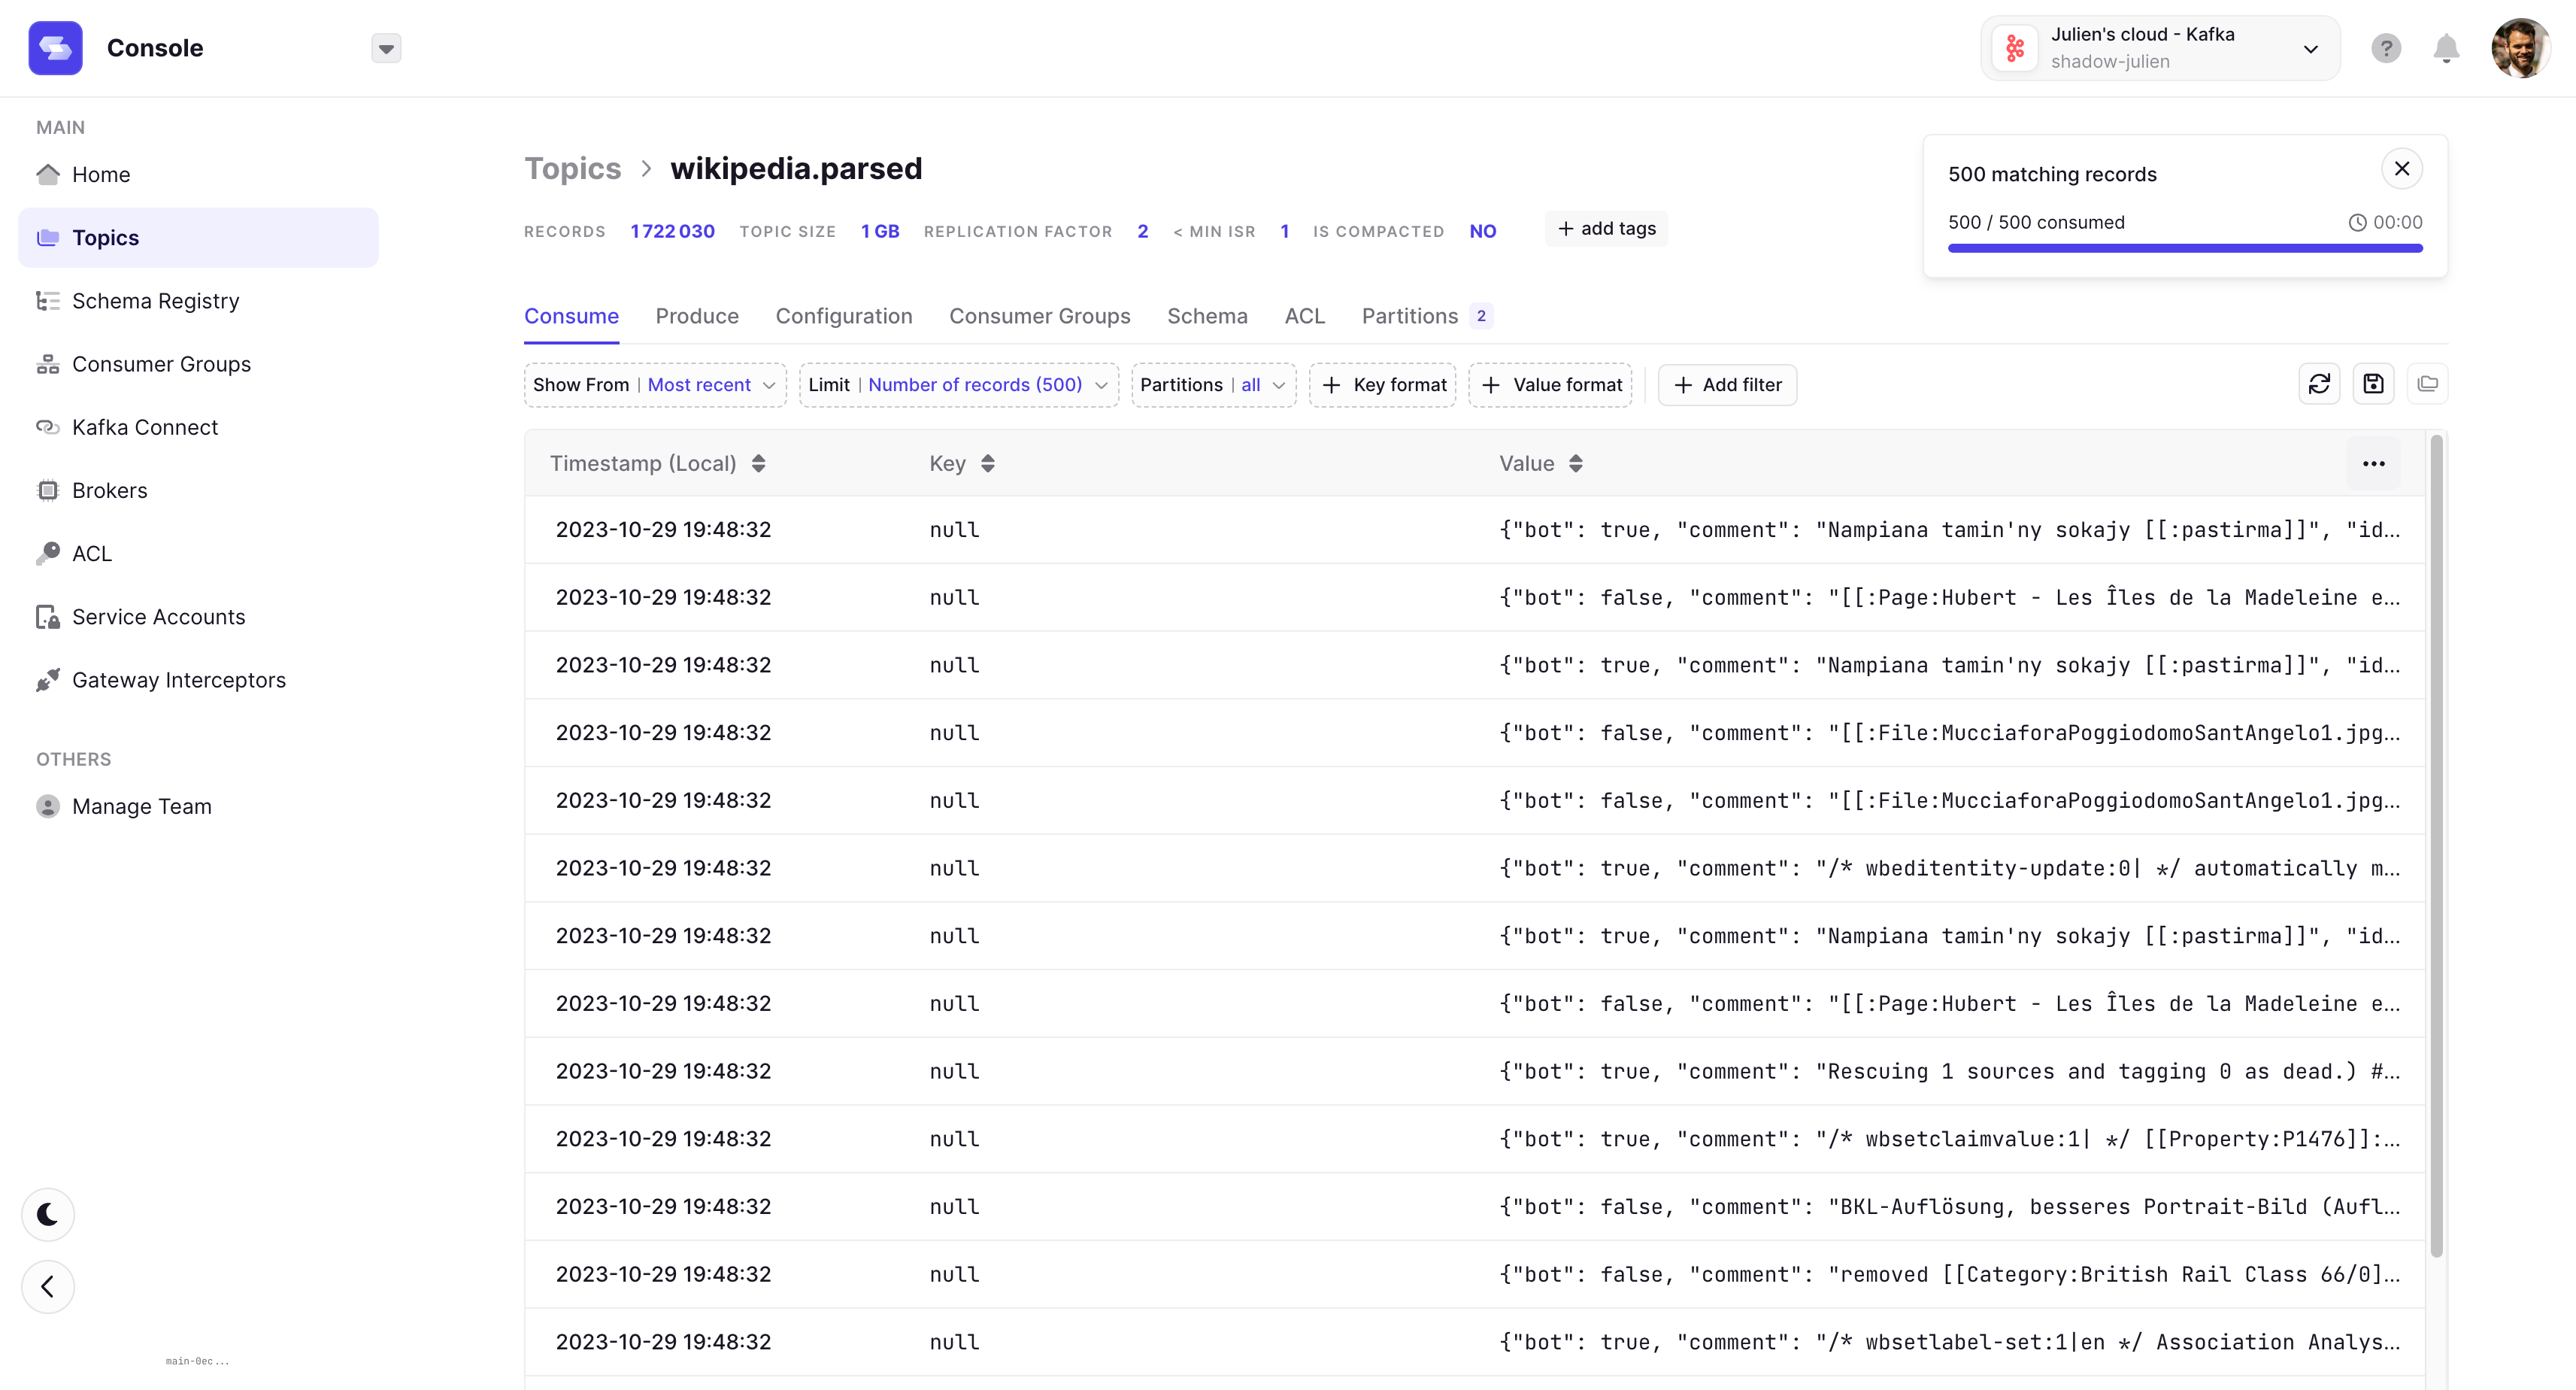 Console
Julien's cloud - Kafka
shadow-julien
MAIN
Home
Topics
Schema Registry
Consumer Groups
Kafka Connect
Brokers
ACL
Service Accounts
Gateway Interceptors
OTHERS
Manage Team
main-0ec...
Topics > wikipedia.parsed
500 matching records
500 / 500 consumed 00:00
RECORDS 1 722 030 TOPIC SIZE 1 GB REPLICATION FACTOR 2 < MIN ISR 1 IS COMPACTED NO + add tags
Consume Produce Configuration Consumer Groups Schema ACL Partitions 2
Show From | Most recent Limit | Number of records (500) Partitions | all + Key format + Value format + Add filter
Timestamp (Local) Key Value ...
2023-10-29 19:48:32 null {"bot": true, "comment": "Nampiana tamin'ny sokajy [[:pastirma]]", "id...
2023-10-29 19:48:32 null {"bot": false, "comment": "[[:Page:Hubert - Les Îles de la Madeleine e...
2023-10-29 19:48:32 null {"bot": true, "comment": "Nampiana tamin'ny sokajy [[:pastirma]]", "id...
2023-10-29 19:48:32 null {"bot": false, "comment": "[[:File:MucciaforaPoggiodomoSantAngelo1.jpg...
2023-10-29 19:48:32 null {"bot": false, "comment": "[[:File:MucciaforaPoggiodomoSantAngelo1.jpg...
2023-10-29 19:48:32 null {"bot": true, "comment": "/* wbeditentity-update:0| */ automatically m...
2023-10-29 19:48:32 null {"bot": true, "comment": "Nampiana tamin'ny sokajy [[:pastirma]]", "id...
2023-10-29 19:48:32 null {"bot": false, "comment": "[[:Page:Hubert - Les Îles de la Madeleine e...
2023-10-29 19:48:32 null {"bot": true, "comment": "Rescuing 1 sources and tagging 0 as dead.) #...
2023-10-29 19:48:32 null {"bot": true, "comment": "/* wbsetclaimvalue:1| */ [[Property:P1476]]:...
2023-10-29 19:48:32 null {"bot": false, "comment": "BKL-Auflösung, besseres Portrait-Bild (Aufl...
2023-10-29 19:48:32 null {"bot": false, "comment": "removed [[Category:British Rail Class 66/0]...
2023-10-29 19:48:32 null {"bot": true, "comment": "/* wbsetlabel-set:1|en */ Association Analys...